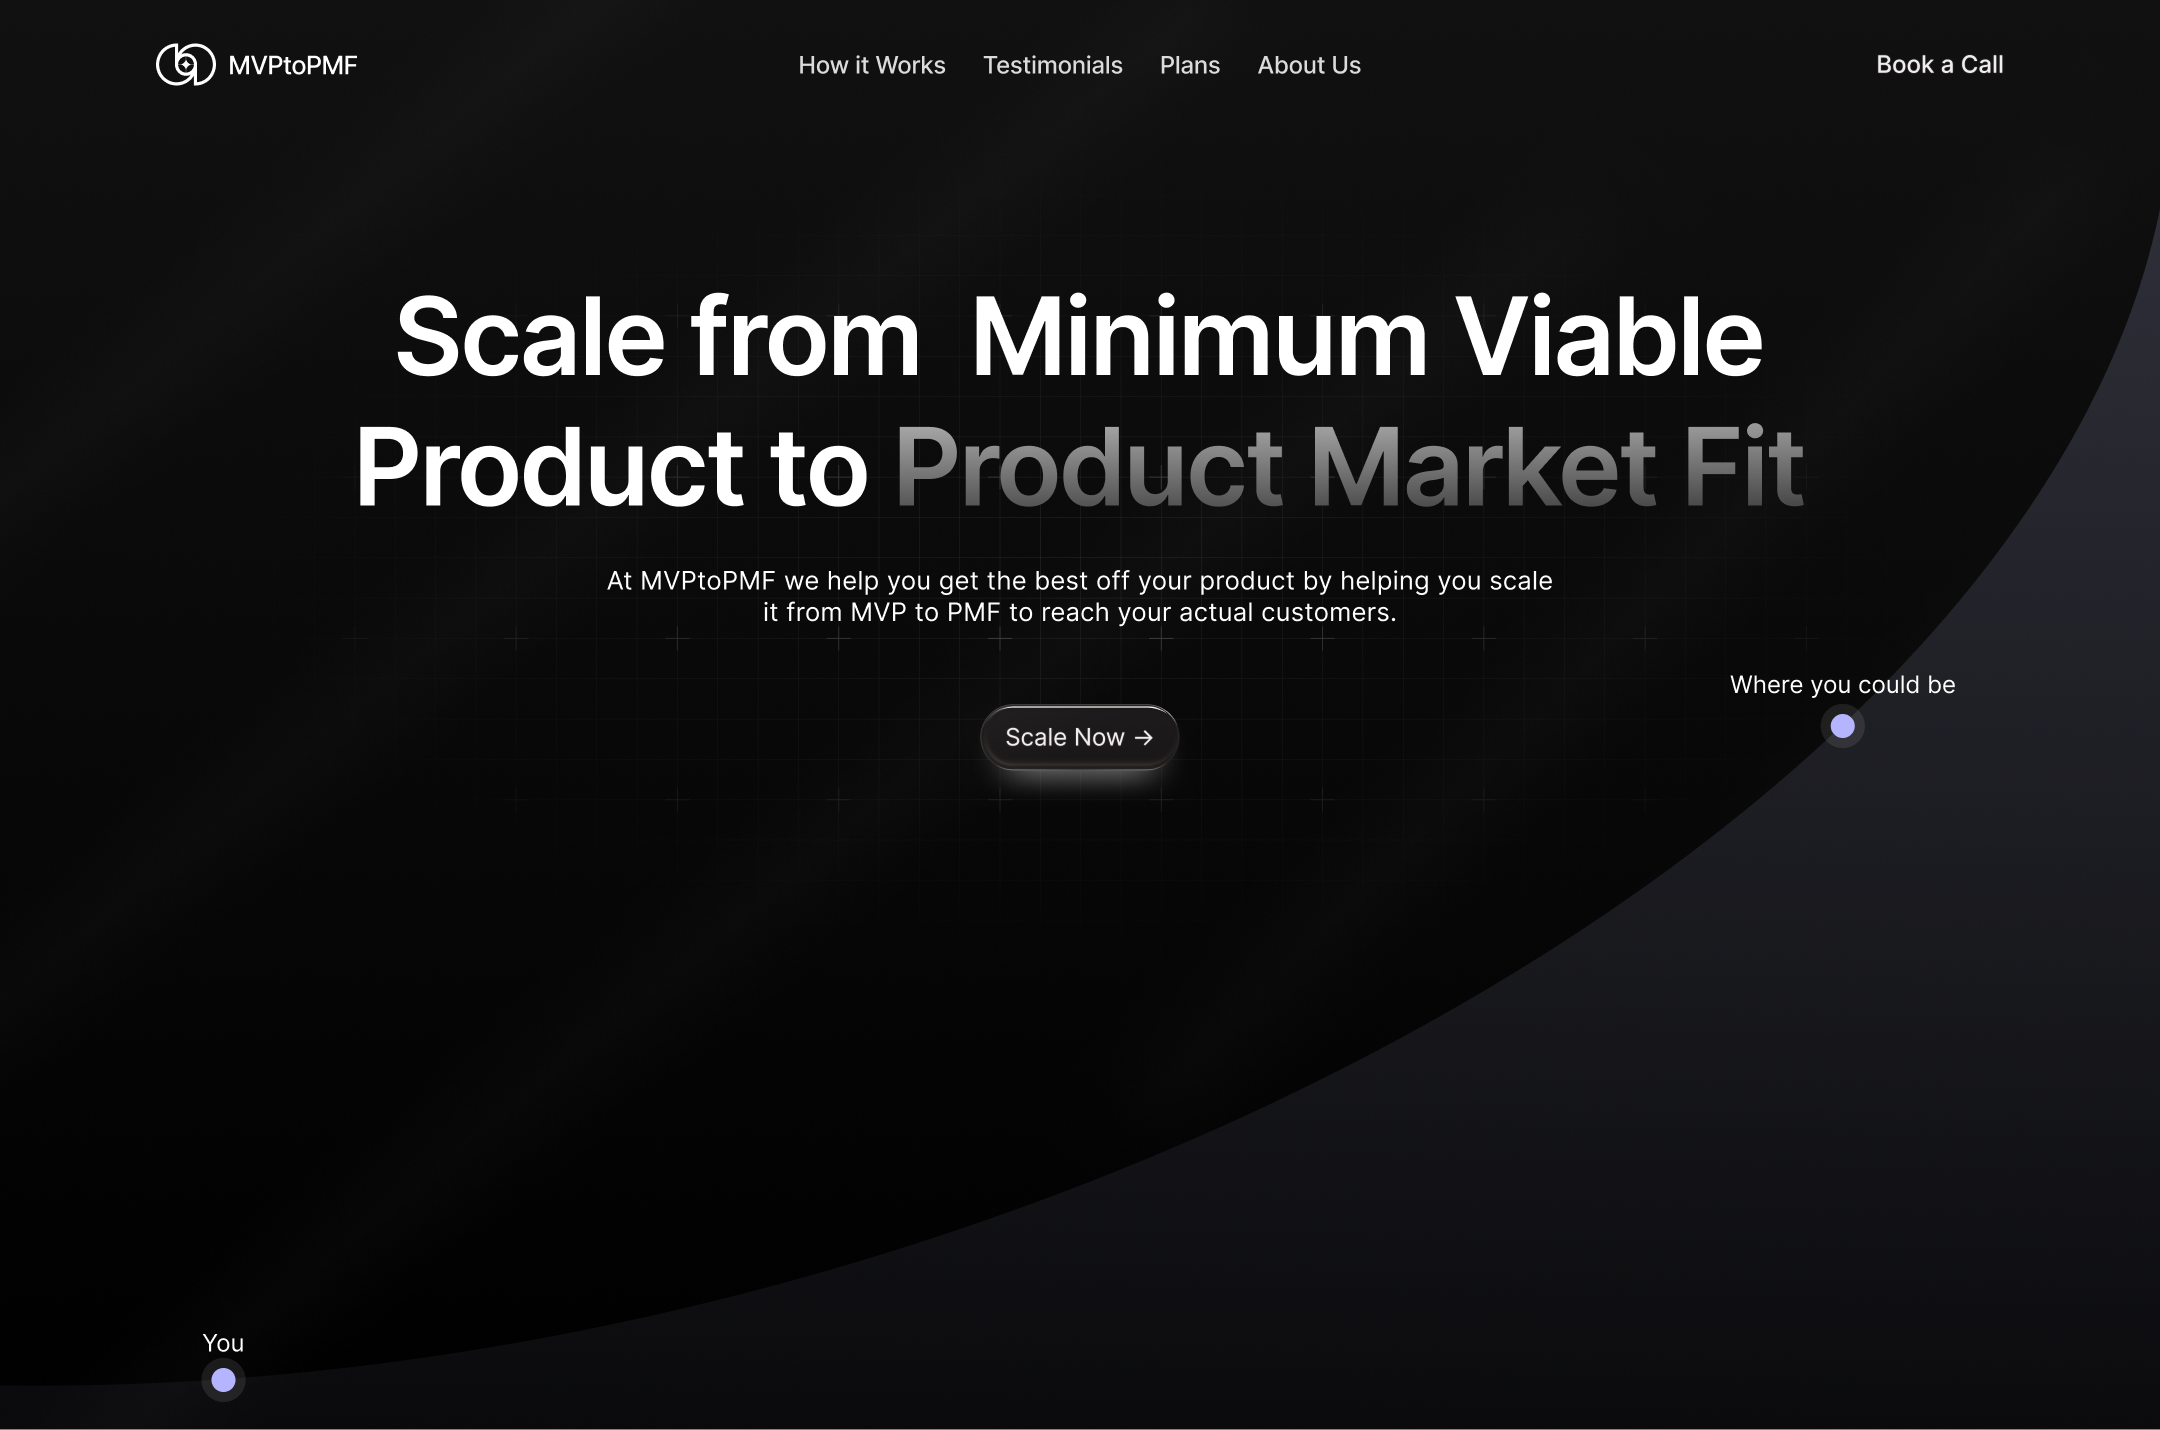 MVPtoPMF
How it Works
Testimonials
Plans
About Us
Book a Call
Scale from  Minimum Viable
Product to Product Market Fit
At MVPtoPMF we help you get the best off your product by helping you scale
it from MVP to PMF to reach your actual customers.
Where you could be
Scale Now →
You